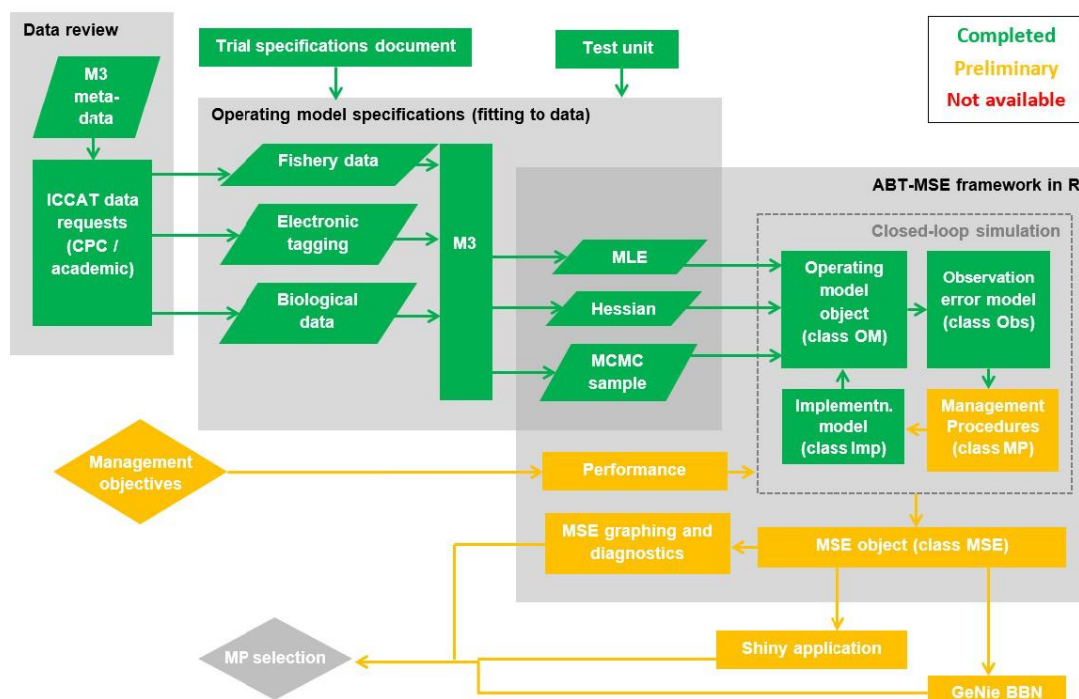 Data review
M3
meta-
data
ICCAT data
requests
(CPC /
academic)
Trial specifications document
Test unit
Completed
Preliminary
Not available
Operating model specifications (fitting to data)
Fishery data
Electronic
tagging
Biological
data
M3
ABT-MSE framework in R
MLE
Hessian
MCMC
sample
Closed-loop simulation
Operating
model
object
(class OM)
Observation
error model
(class Obs)
Implementn.
model
(class Imp)
Management
Procedures
(class MP)
Management
objectives
Performance
MSE graphing and
diagnostics
MSE object (class MSE)
MP selection
Shiny application
GeNie BBN